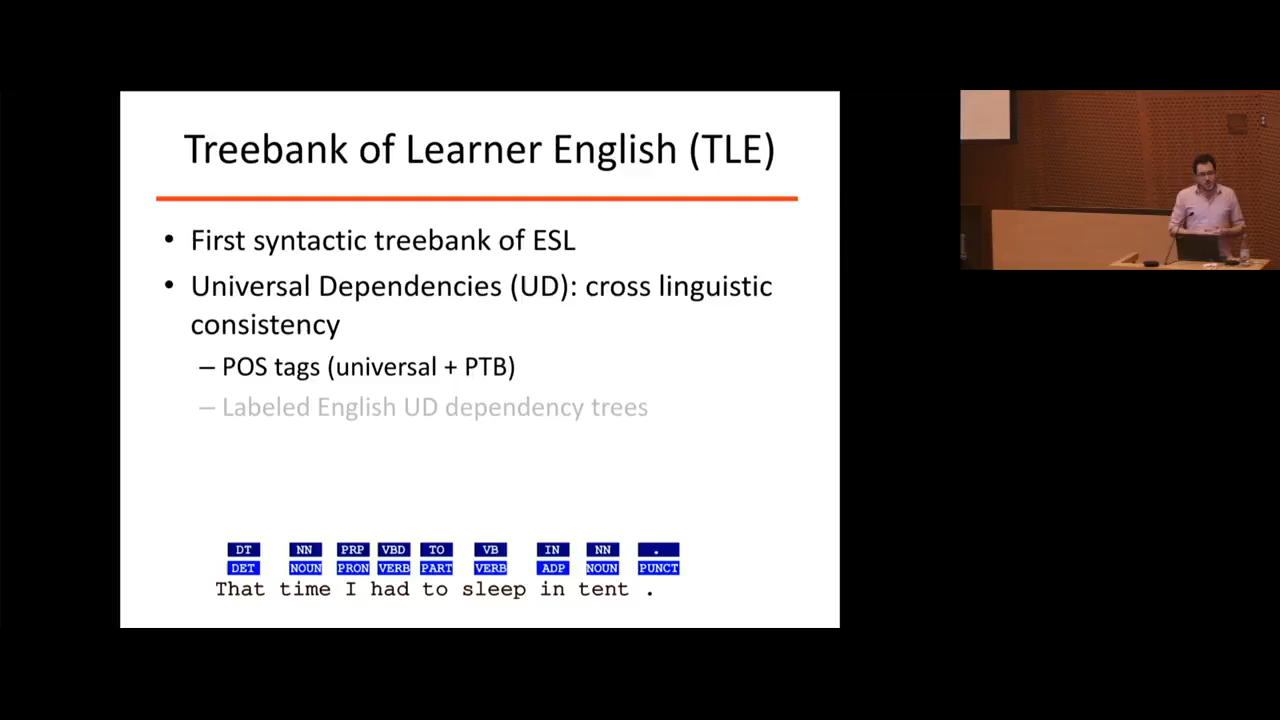 Treebank of Learner English (TLE)
• First syntactic treebank of ESL
• Universal Dependencies (UD): cross linguistic
consistency
– POS tags (universal + PTB)
– Labeled English UD dependency trees
DT NN PRP VBD TO VB IN NN .
DET NOUN PRON VERB PART VERB ADP NOUN PUNCT
That time I had to sleep in tent .